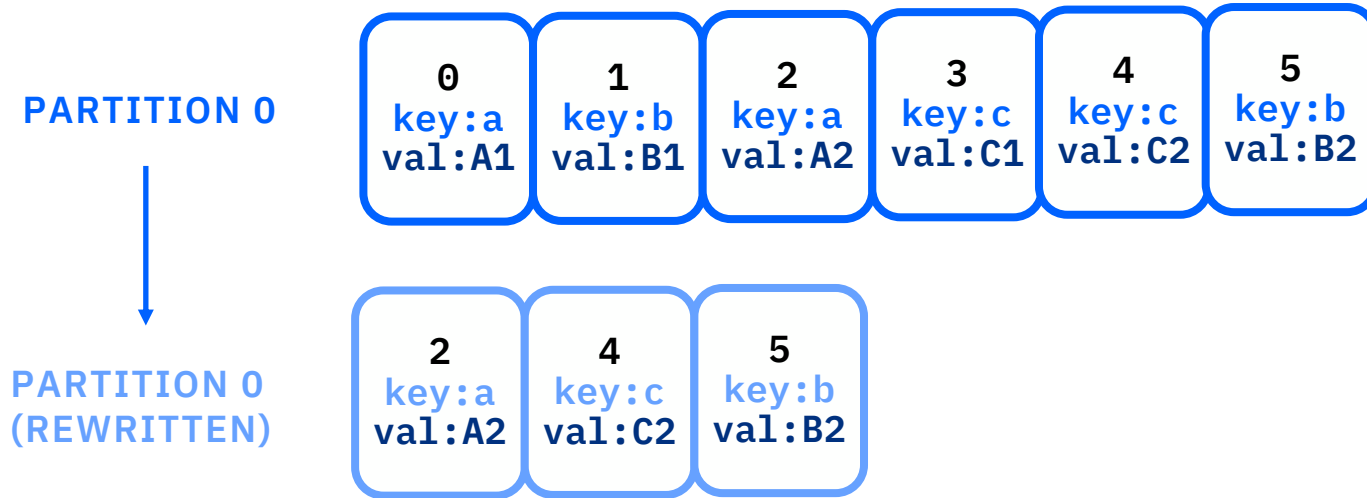 PARTITION 0
0
key:a
val:A1
1
key:b
val:B1
2
key:a
val:A2
3
key:c
val:C1
4
key:c
val:C2
5
key:b
val:B2
PARTITION 0
(REWRITTEN)
2
key:a
val:A2
4
key:c
val:C2
5
key:b
val:B2